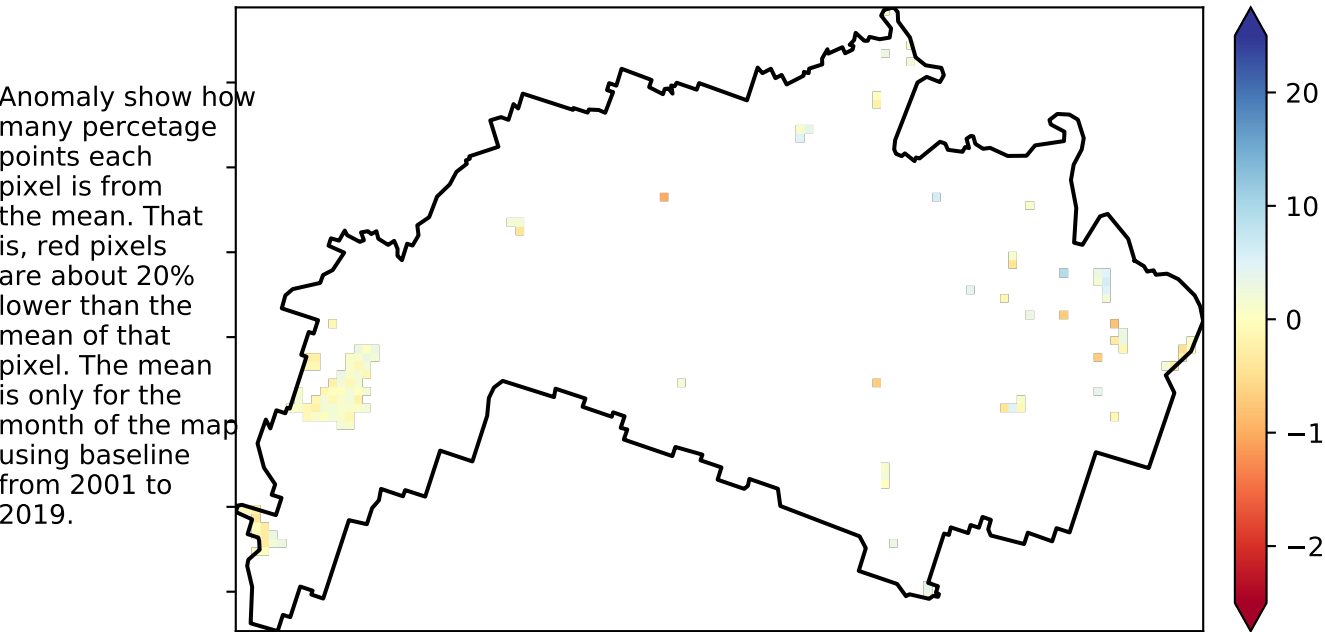 Anomaly show how
many percetage
points each
pixel is from
the mean. That
is, red pixels
are about 20%
lower than the
mean of that
pixel. The mean
is only for the
month of the map
using baseline
from 2001 to
2019.
20
10
0
−1
−2